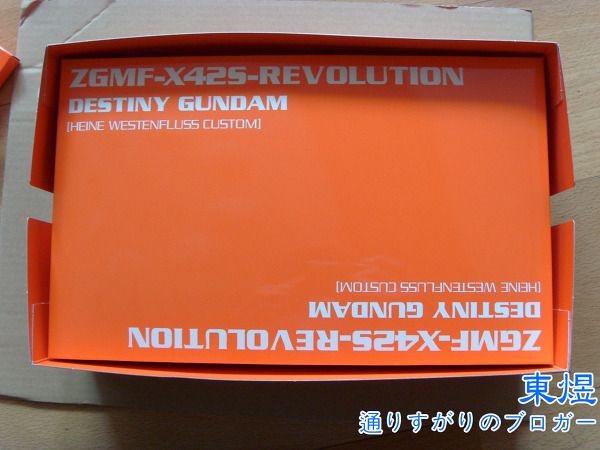 ZGMF-X42S-REVOLUTION
DESTINY GUNDAM
[HEINE WESTENFLUSS CUSTOM]
ZGMF-X42S-REVOLUTION
DESTINY GUNDAM
[HEINE WESTENFLUSS CUSTOM]
東煜
通りすがりのブロガー